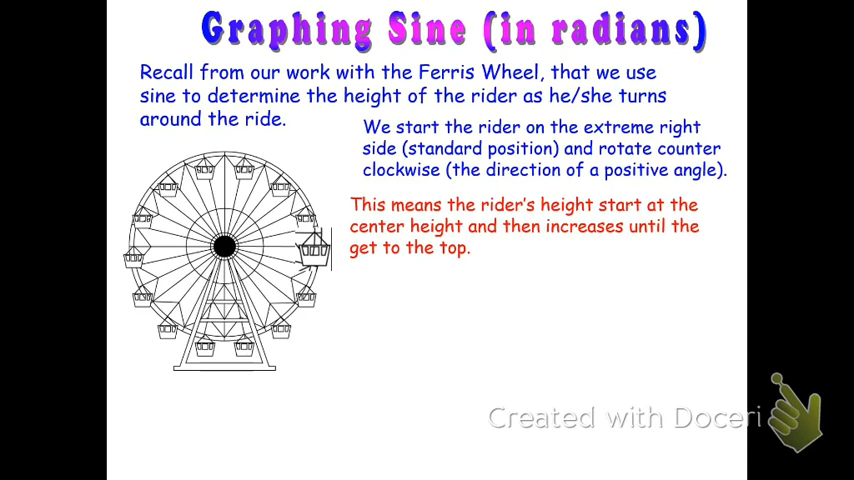 Graphing Sine (in radians)
Recall from our work with the Ferris Wheel, that we use
sine to determine the height of the rider as he/she turns
around the ride.
We start the rider on the extreme right
side (standard position) and rotate counter
clockwise (the direction of a positive angle).
This means the rider's height start at the
center height and then increases until the
get to the top.
Created with Doceri